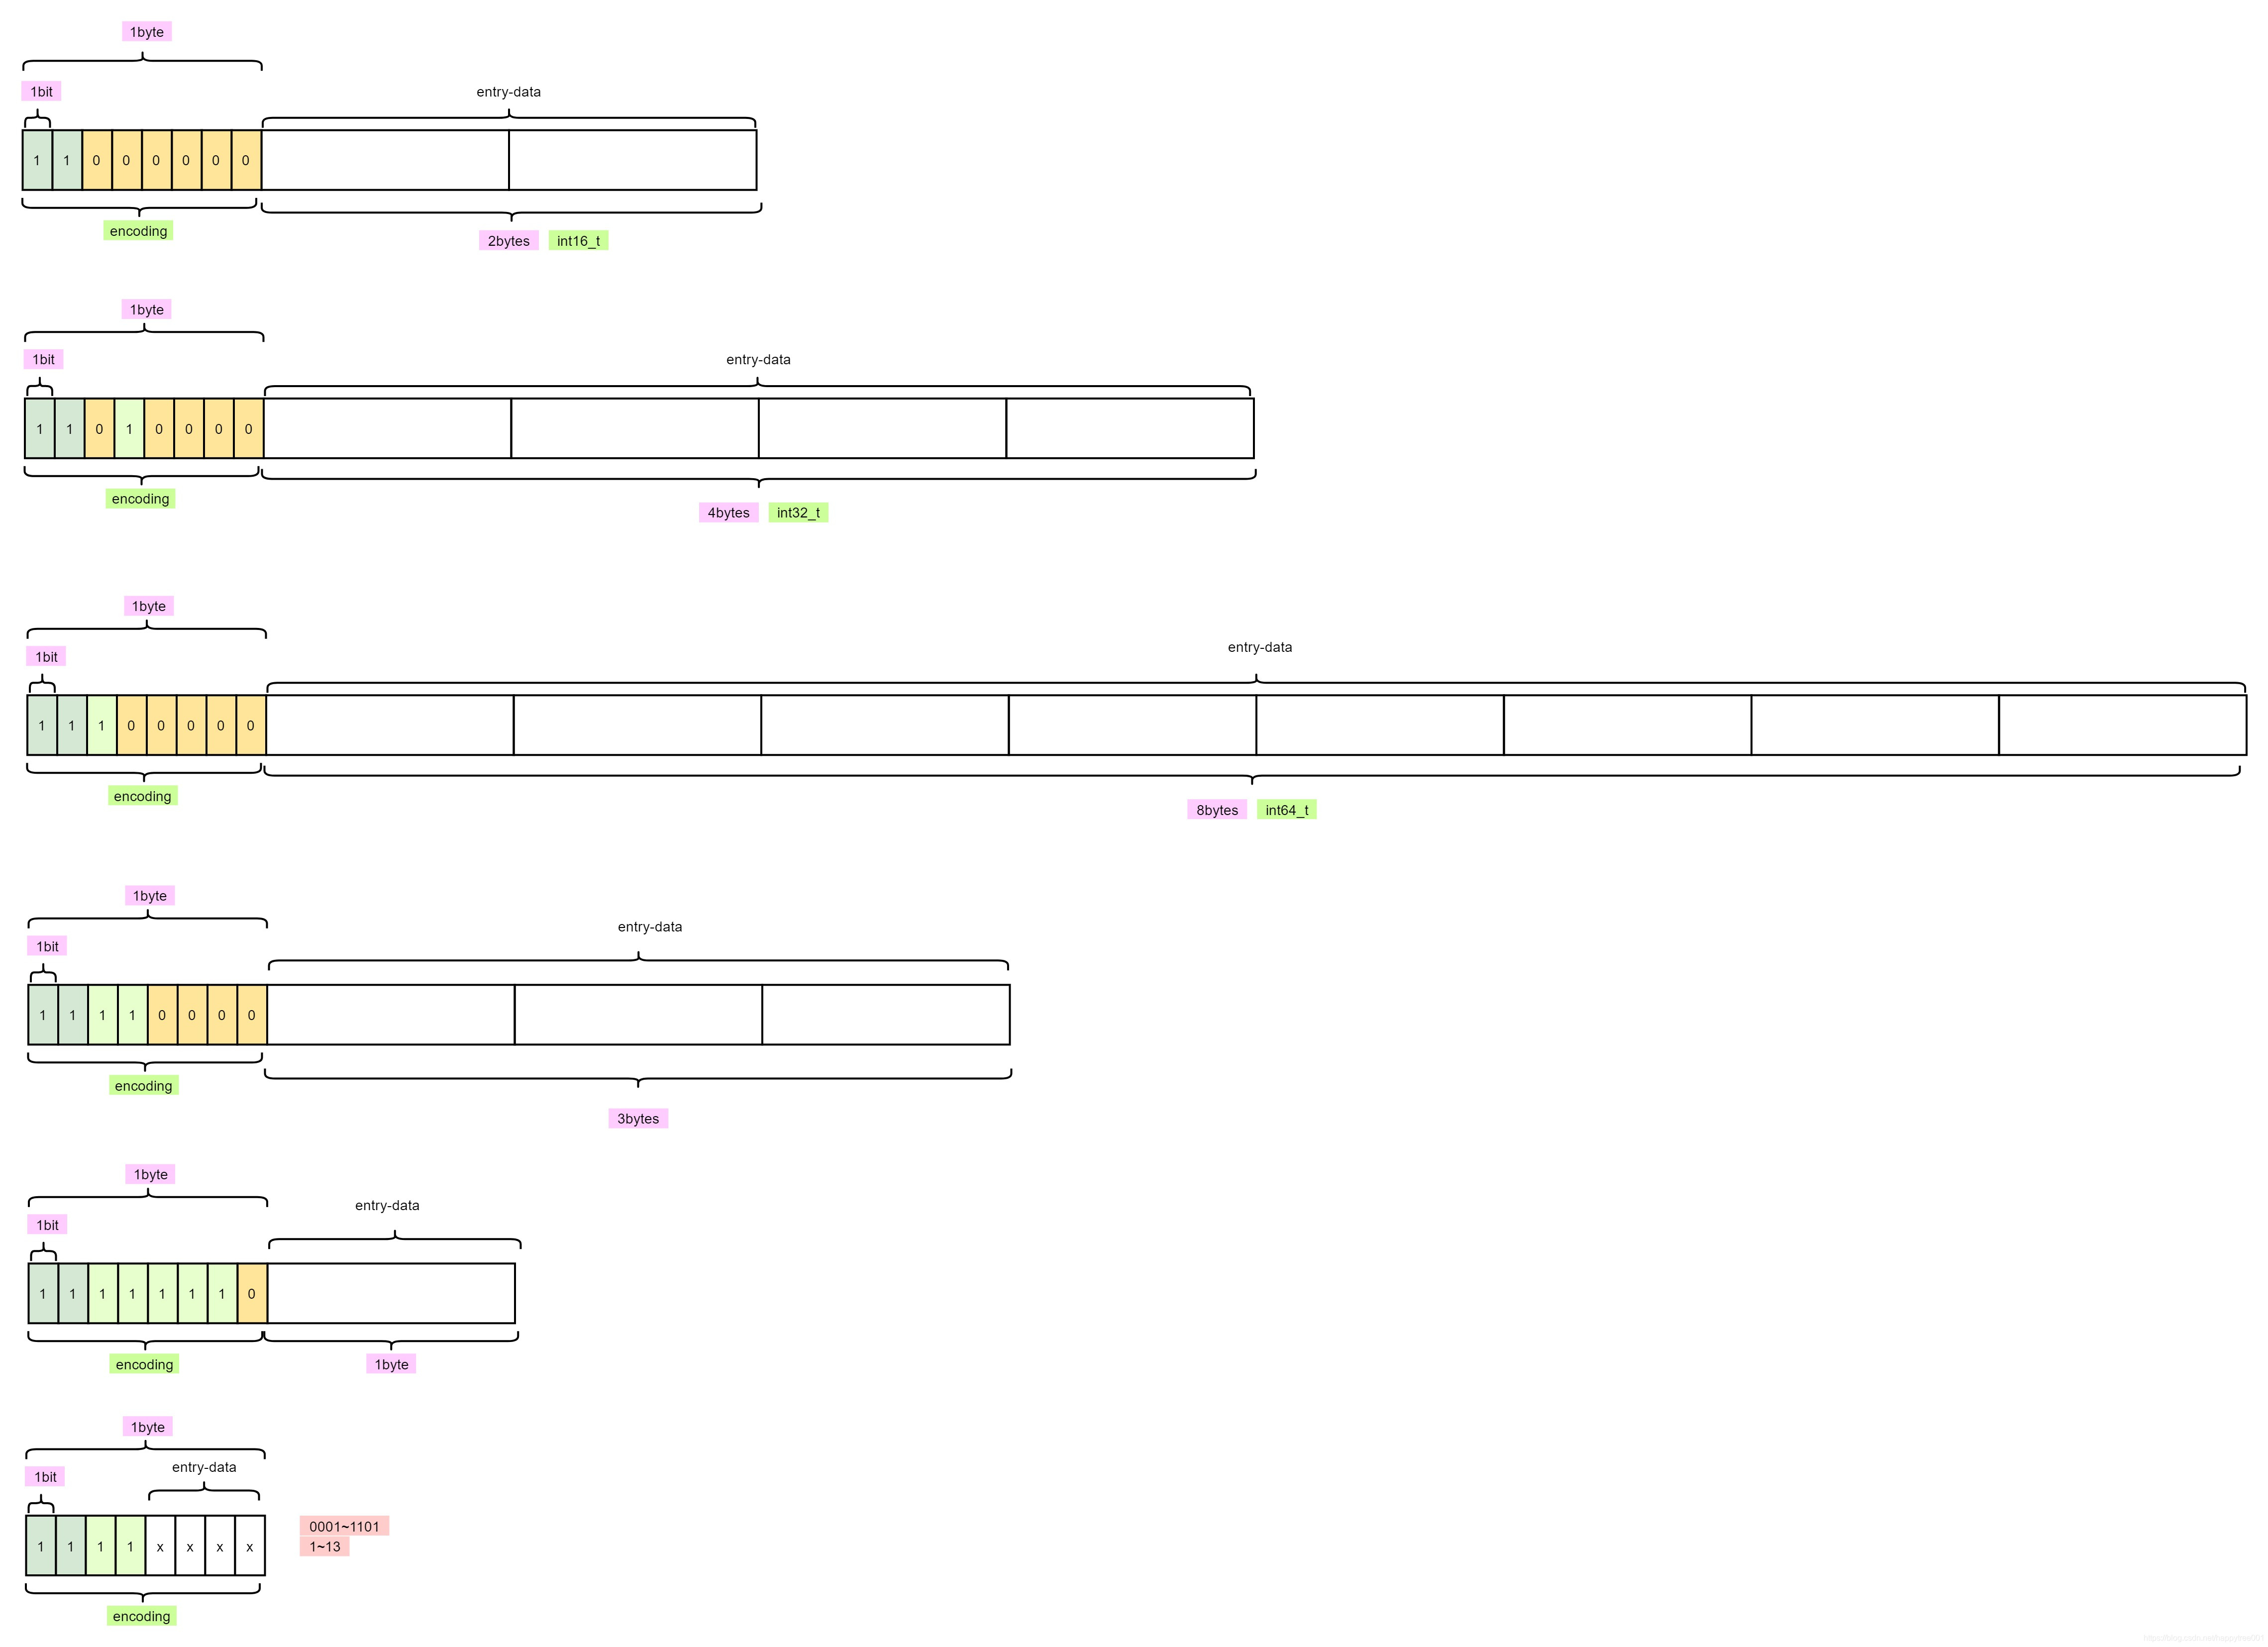 1byte
1bit
entry-data
1 1 0 0 0 0 0 0
encoding
2bytes int16_t
1byte
1bit
entry-data
1 1 0 1 0 0 0 0
encoding
4bytes int32_t
1byte
1bit
entry-data
1 1 1 0 0 0 0 0
encoding
8bytes int64_t
1byte
1bit
entry-data
1 1 1 1 0 0 0 0
encoding
3bytes
1byte
1bit
entry-data
1 1 1 1 1 1 1 0
encoding
1byte
1byte
entry-data
1bit
0001~1101
1 1 1 1 x x x x
1~13
encoding